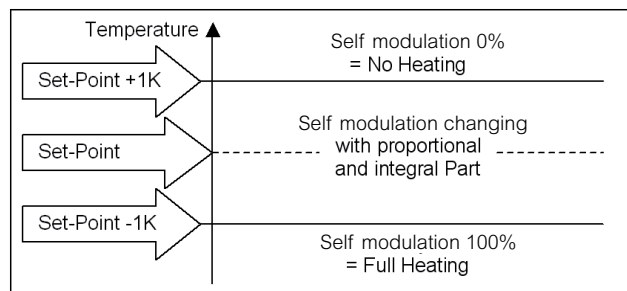 Temperature
Self modulation 0%
= No Heating
Set-Point +1K
Self modulation changing
with proportional
and integral Part
Set-Point
Set-Point -1K
Self modulation 100%
= Full Heating